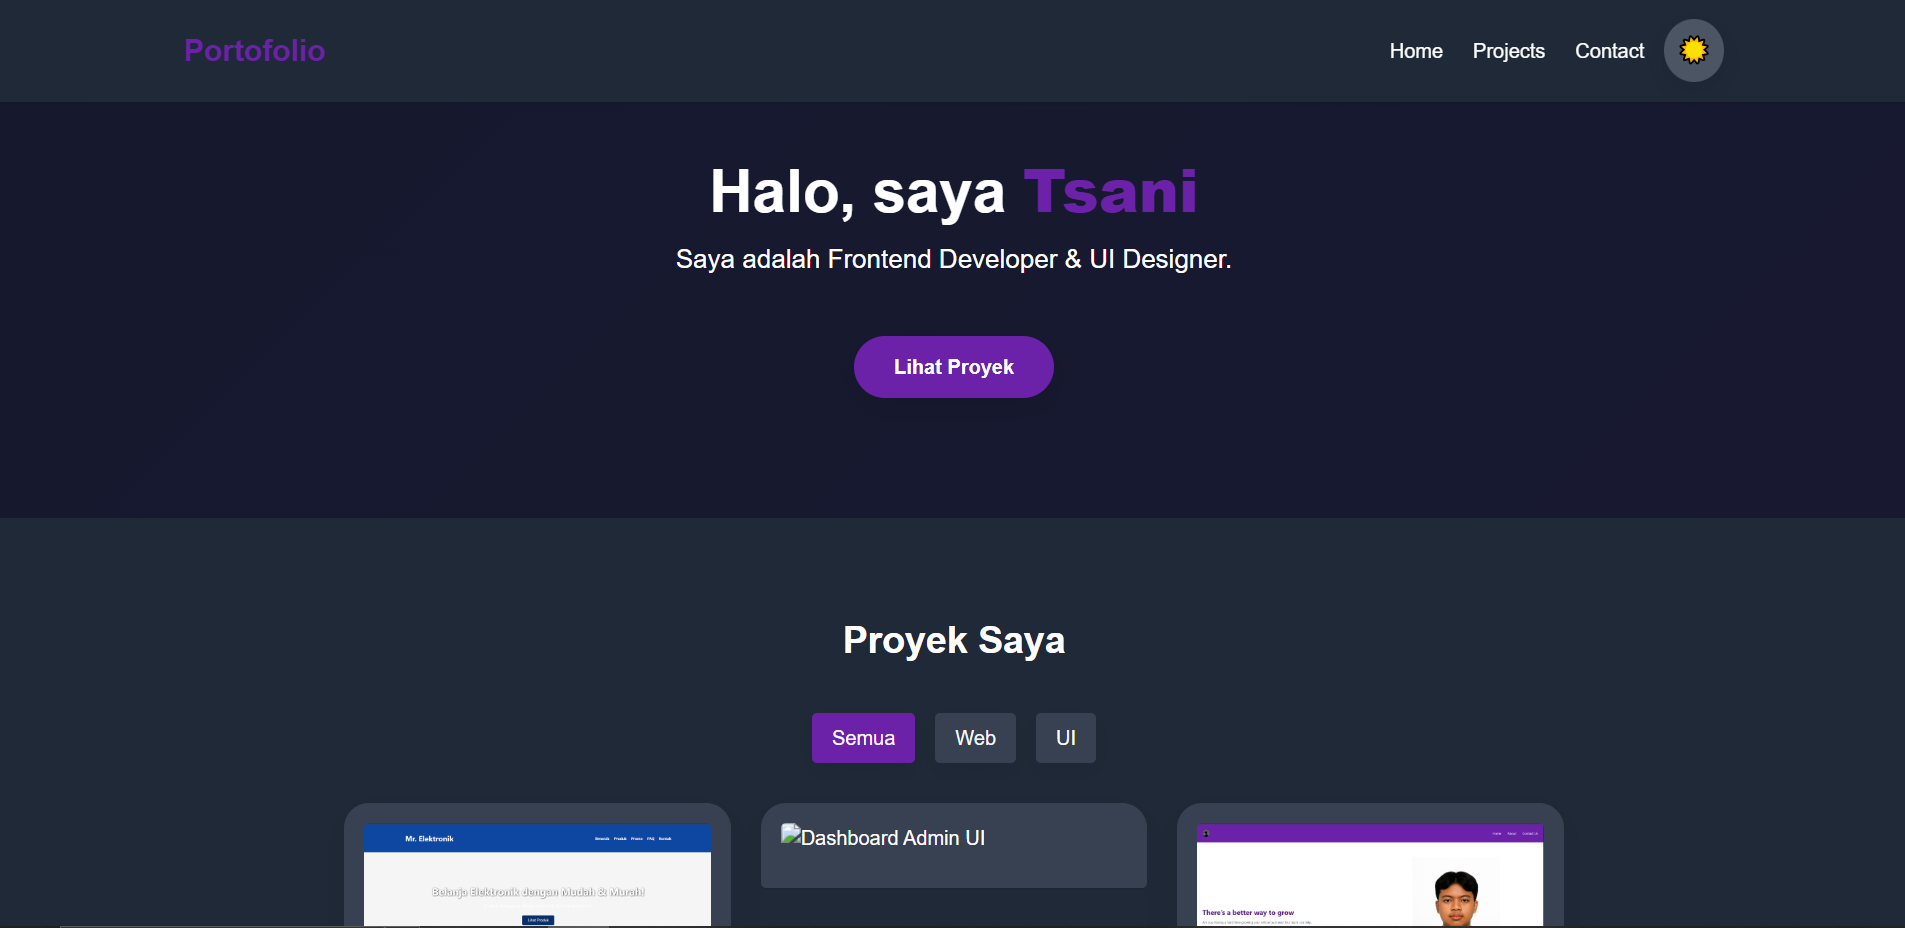 Portofolio
Home Projects Contact
Halo, saya Tsani
Saya adalah Frontend Developer & UI Designer.
Lihat Proyek
Proyek Saya
Semua Web UI
Mr. Elektronik
Beranda Produk Promo FAQ Kontak
Belanja Elektronik dengan Mudah & Murah!
Lihat Produk
Dashboard Admin UI
Home About Contact Us
There's a better way to grow